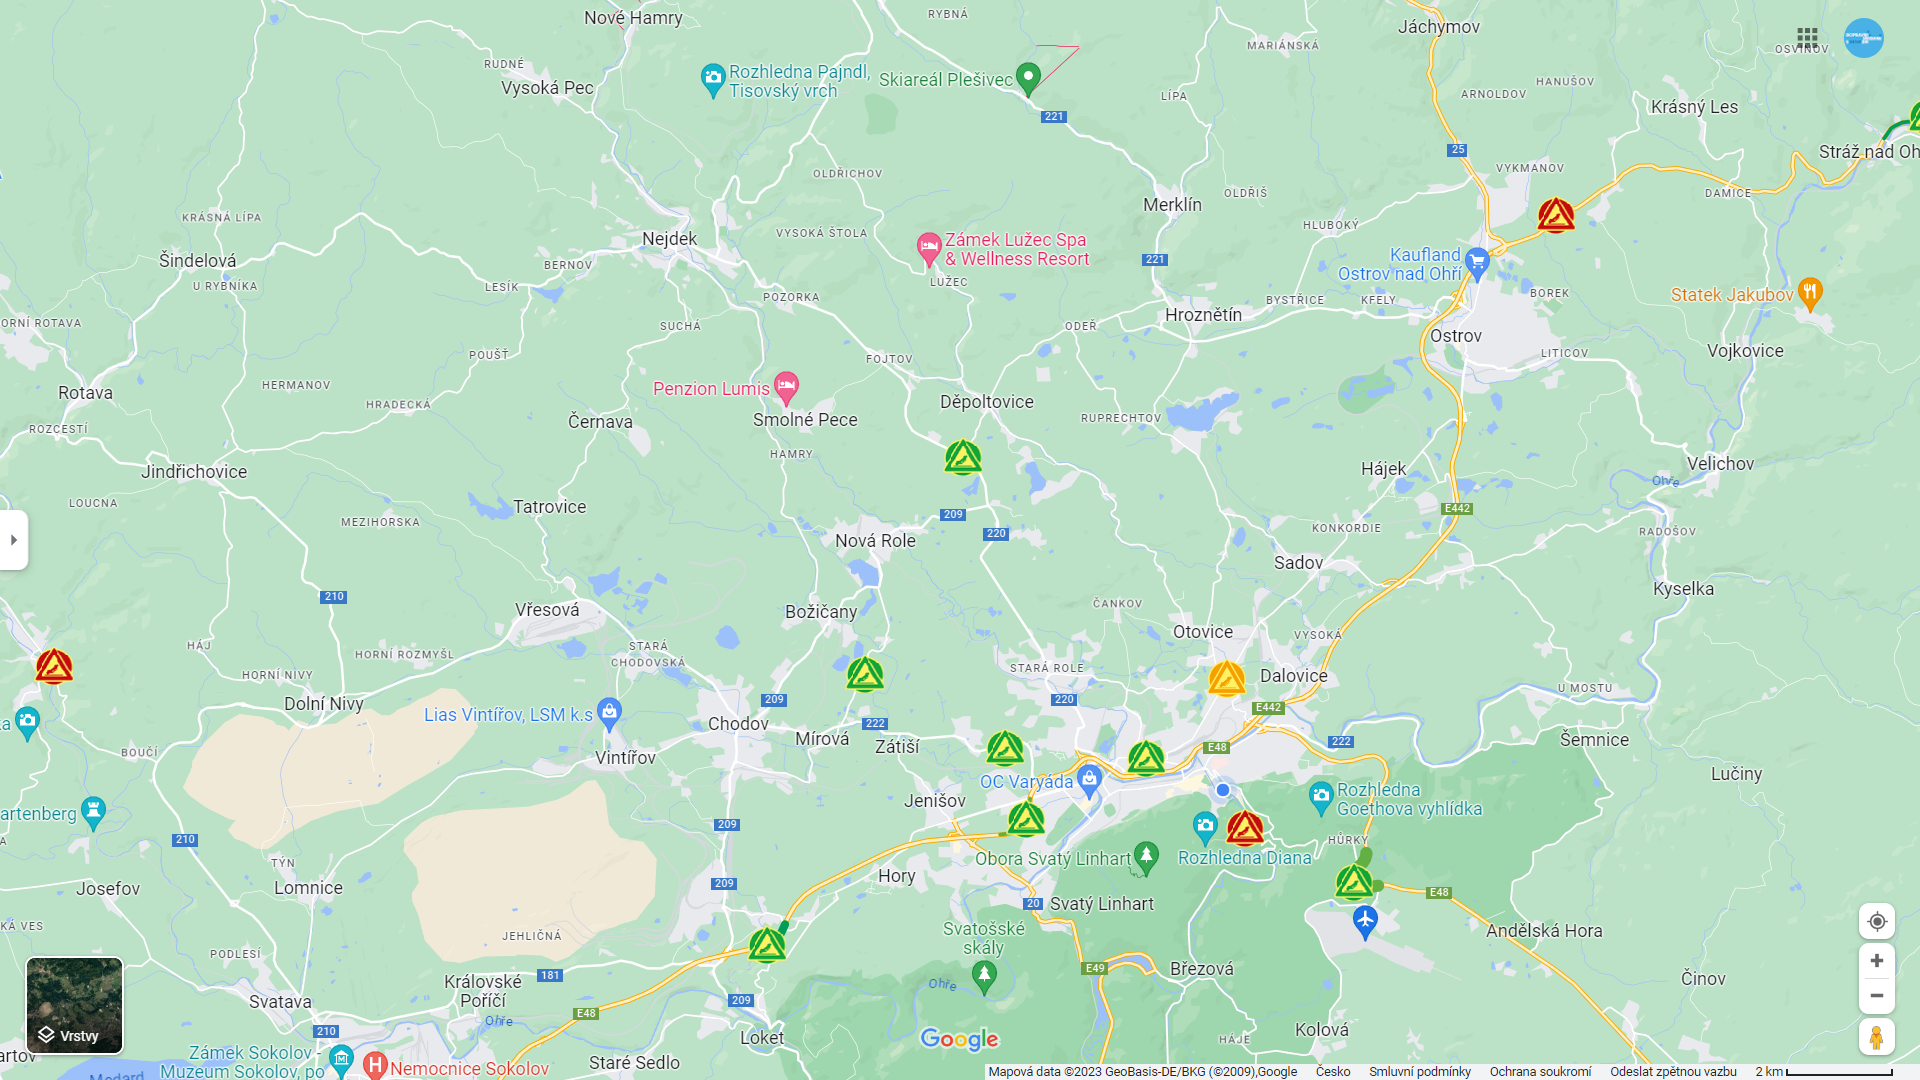 Nové Hamry
RYBNÁ
Jáchymov
MARIÁNSKÁ
OSVINOV
RUDNÉ
Rozhledna Pajndl,
Tisovský vrch
Skiareál Plešivec
Vysoká Pec
LÍPA
ARNOLDOV
HANUŠOV
Krásný Les
221
25
Stráž nad Oh
OLDŘICHOV
VYKMANOV
OLDŘIŠ
DAMICE
Merklín
KRÁSNÁ LÍPA
VYSOKÁ ŠTOLA
HLUBOKÝ
Nejdek
Zámek Lužec Spa
& Wellness Resort
Šindelová
221
Kaufland
Ostrov nad Ohří
BERNOV
U RYBNÍKA
LESÍK
LUŽEC
POZORKA
BYSTŘICE
KFELY
BOREK
Statek Jakubov
ORNÍ ROTAVA
SUCHÁ
ODEŘ
Hroznětín
Ostrov
POUŠŤ
FOJTOV
LITICOV
Vojkovice
Rotava
HERMANOV
Penzion Lumis
HRADECKÁ
Děpoltovice
Smolné Pece
Černava
RUPRECHTOV
ROZCESTÍ
HAMRY
Jindřichovice
Hájek
Velichov
Ohře
LOUCNA
Tatrovice
MEZIHORSKA
209
E442
220
KONKORDIE
RADOŠOV
Nová Role
Sadov
210
Kyselka
Vřesová
Božičany
ČANKOV
Otovice
VYSOKÁ
HÁJ
HORNÍ ROZMYŠL
STARÁ
CHODOVSKÁ
STARÁ ROLE
HORNÍ NIVY
Dalovice
U MOSTU
Dolní Nivy
209
220
E442
Lias Vintířov, LSM k.s
Chodov
222
Mírová
Zátiší
E48
222
Šemnice
a
BOUČÍ
Vintířov
Lučiny
OC Varyáda
Jenišov
Rozhledna
Goethova vyhlídka
artenberg
209
210
HŮRKY
A
TÝN
Obora Svatý Linhart
Rozhledna Diana
Josefov
Lomnice
209
Hory
E48
20
Svatý Linhart
KÁ VES
JEHLIČNÁ
Svatošské
skály
Andělská Hora
PODLESÍ
E49
Březová
181
Královské
Poříčí
Ohře
Činov
Svatava
209
E48
Ohře
210
Vrstvy
Loket
Google
HÁJE
Kolová
artov
Zámek Sokolov -
Muzeum Sokolov, po
Nemocnice Sokolov
Staré Sedlo
Medard
Mapová data ©2023 GeoBasis-DE/BKG (©2009),Google
Česko
Smluvní podmínky
Ochrana soukromí
Odeslat zpětnou vazbu
2 km